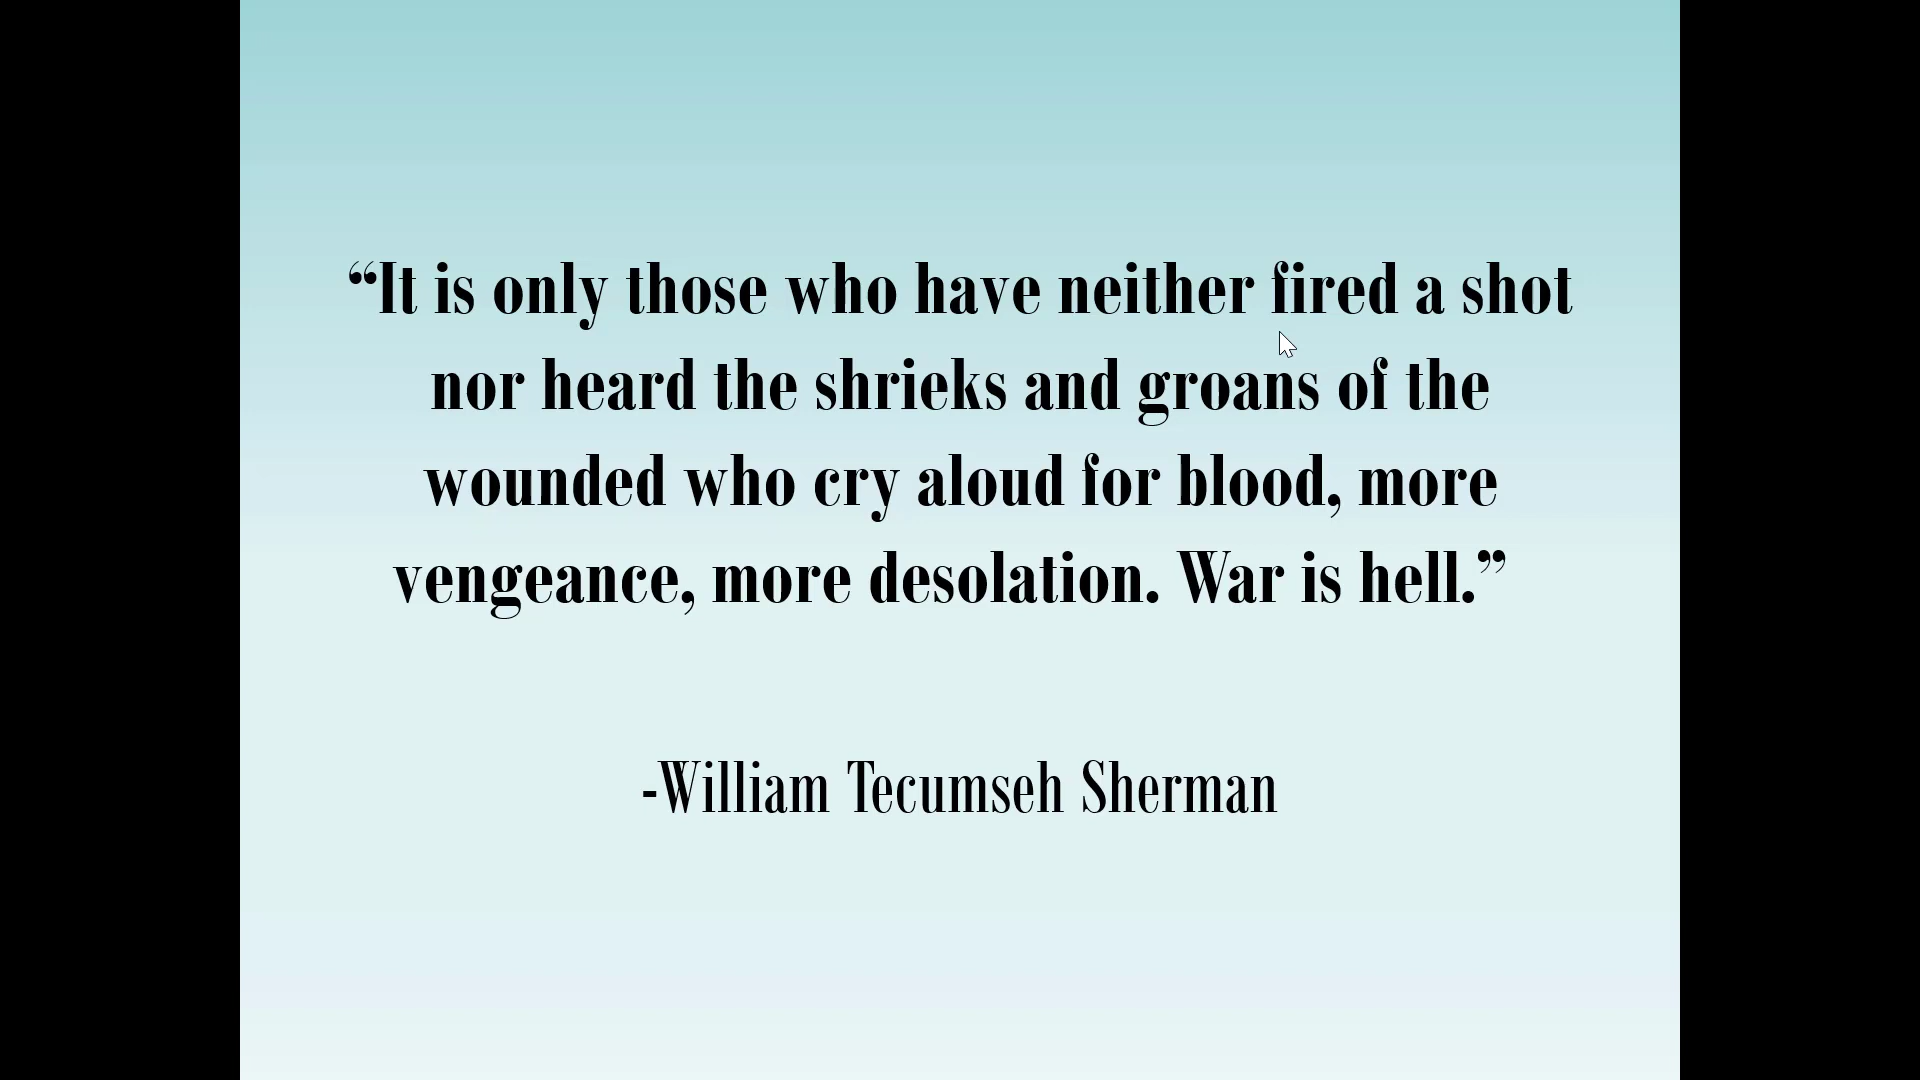 “It is only those who have neither fired a shot
nor heard the shrieks and groans of the
wounded who cry aloud for blood, more
vengeance, more desolation. War is hell.”
-William Tecumseh Sherman